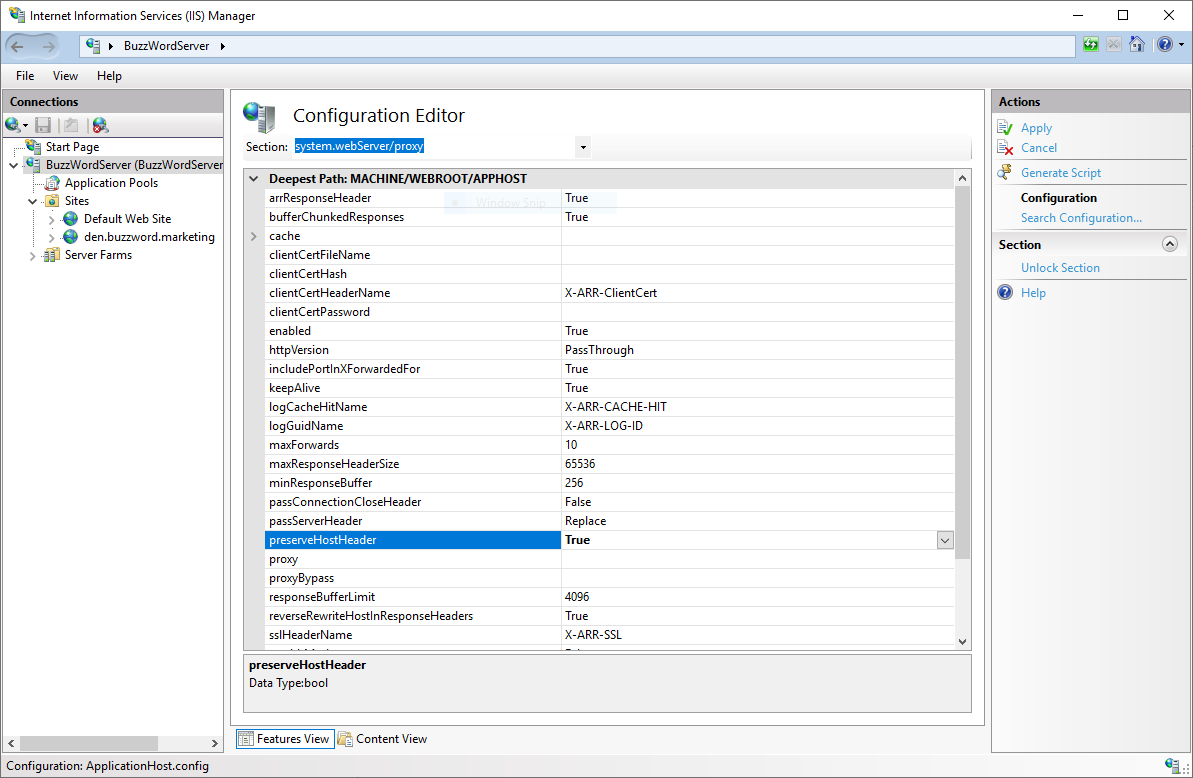 Internet Information Services (IIS) Manager
BuzzWordServer
File View Help
Connections
Start Page
BuzzWordServer (BuzzWordServer
Application Pools
Sites
Default Web Site
den.buzzword.marketing
Server Farms
Configuration Editor
Section: system.webServer/proxy
Deepest Path: MACHINE/WEBROOT/APPHOST
arrResponseHeader True
Window Snip
bufferChunkedResponses True
cache
clientCertFileName
clientCertHash
clientCertHeaderName X-ARR-ClientCert
clientCertPassword
enabled True
httpVersion PassThrough
includePortInXForwardedFor True
keepAlive True
logCacheHitName X-ARR-CACHE-HIT
logGuidName X-ARR-LOG-ID
maxForwards 10
maxResponseHeaderSize 65536
minResponseBuffer 256
passConnectionCloseHeader False
passServerHeader Replace
preserveHostHeader True
proxy
proxyBypass
responseBufferLimit 4096
reverseRewriteHostInResponseHeaders True
sslHeaderName X-ARR-SSL
preserveHostHeader
Data Type:bool
Features View Content View
Actions
Apply
Cancel
Generate Script
Configuration
Search Configuration...
Section
Unlock Section
Help
Configuration: ApplicationHost.config